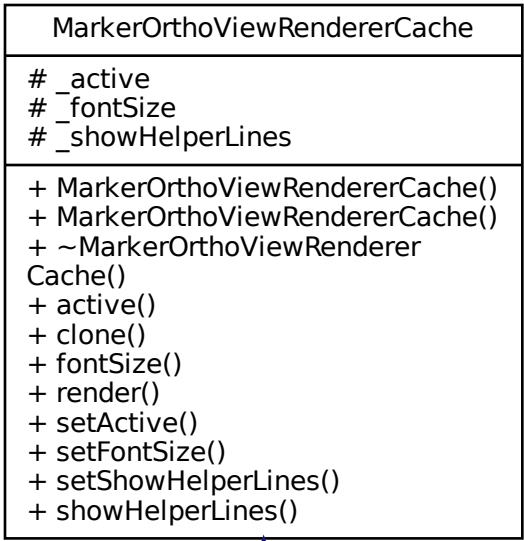 MarkerOrthoViewRendererCache
# _active
# _fontSize
# _showHelperLines
+ MarkerOrthoViewRendererCache()
+ MarkerOrthoViewRendererCache()
+ ~MarkerOrthoViewRenderer
Cache()
+ active()
+ clone()
+ fontSize()
+ render()
+ setActive()
+ setFontSize()
+ setShowHelperLines()
+ showHelperLines()